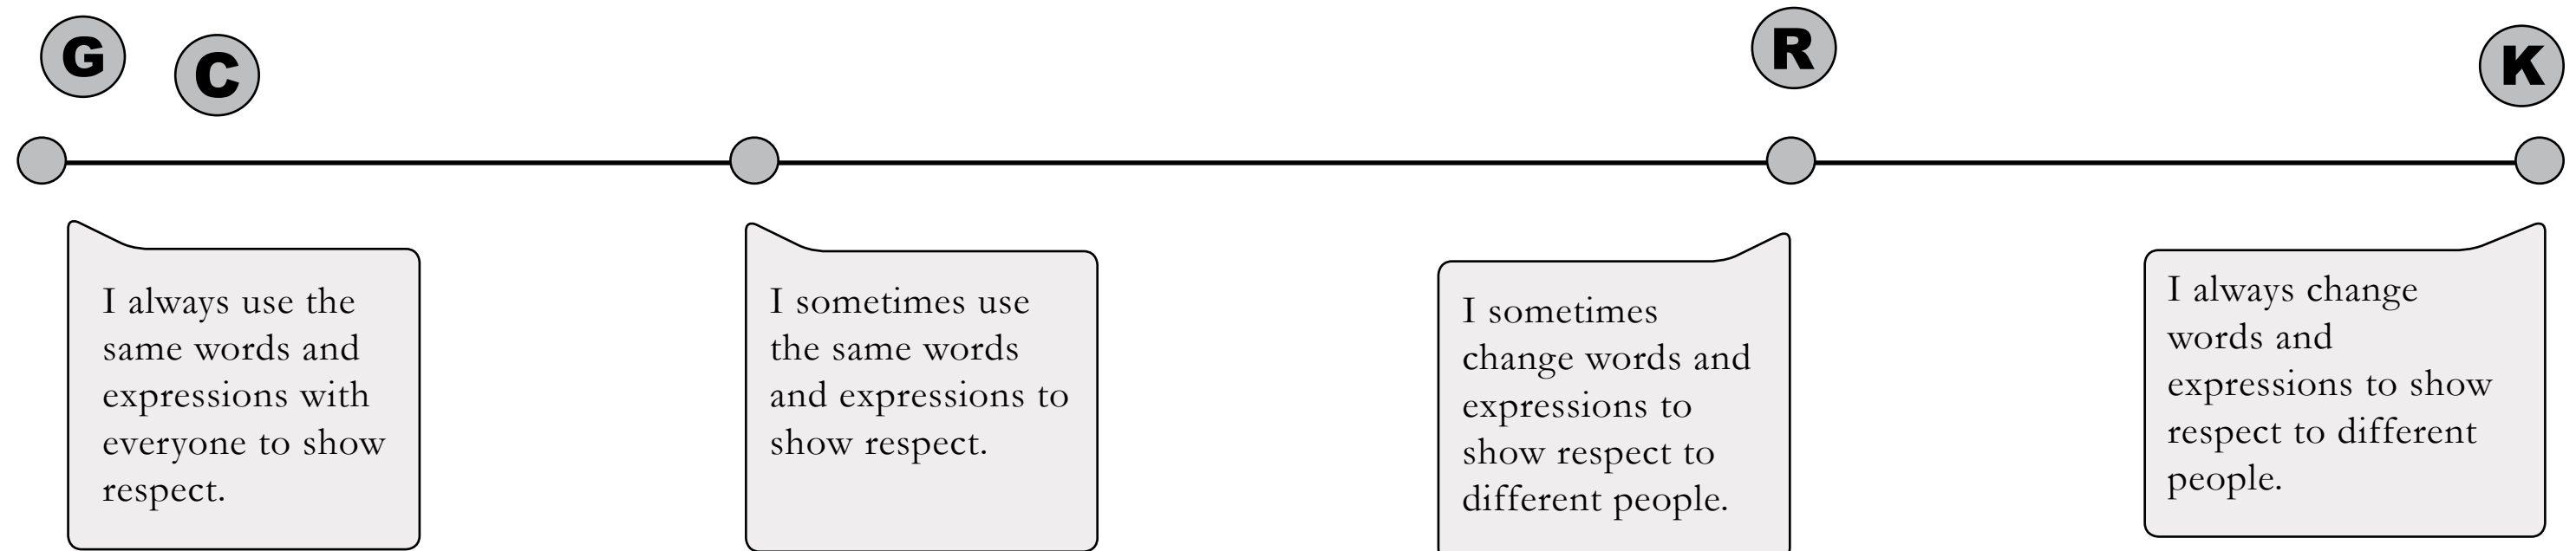 G
C
R
K
I always use the
same words and
expressions with
everyone to show
respect.
I sometimes use
the same words
and expressions to
show respect.
I sometimes
change words and
expressions to
show respect to
different people.
I always change
words and
expressions to show
respect to different
people.